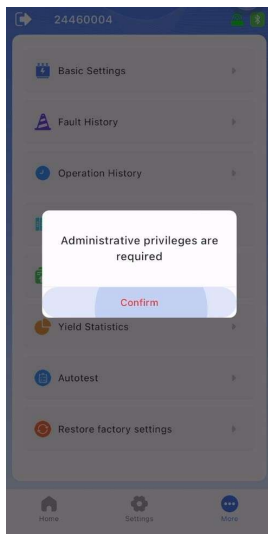 24460004
Basic Settings
Fault History
Operation History
Administrative privileges are
required
Confirm
Yield Statistics
Autotest
Restore factory settings
Home
Settings
More